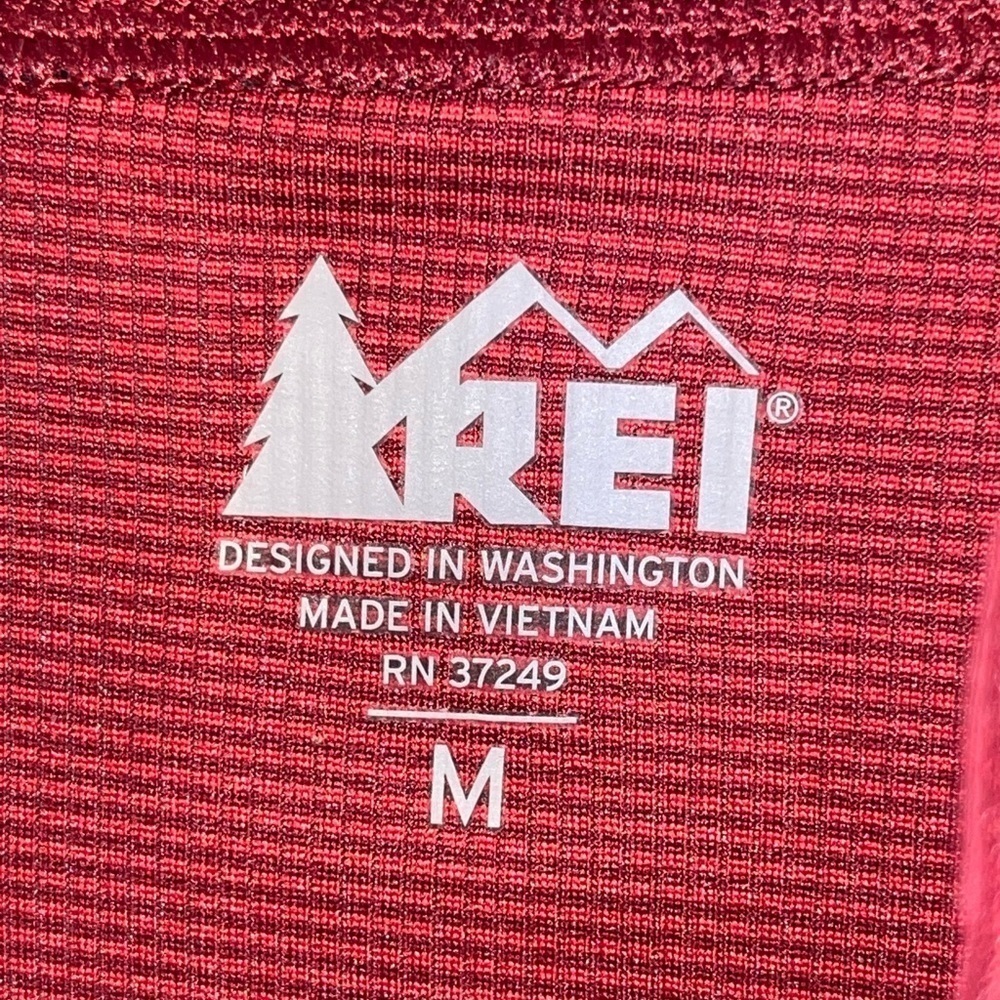 REI®
DESIGNED IN WASHINGTON
MADE IN VIETNAM
RN 37249
M